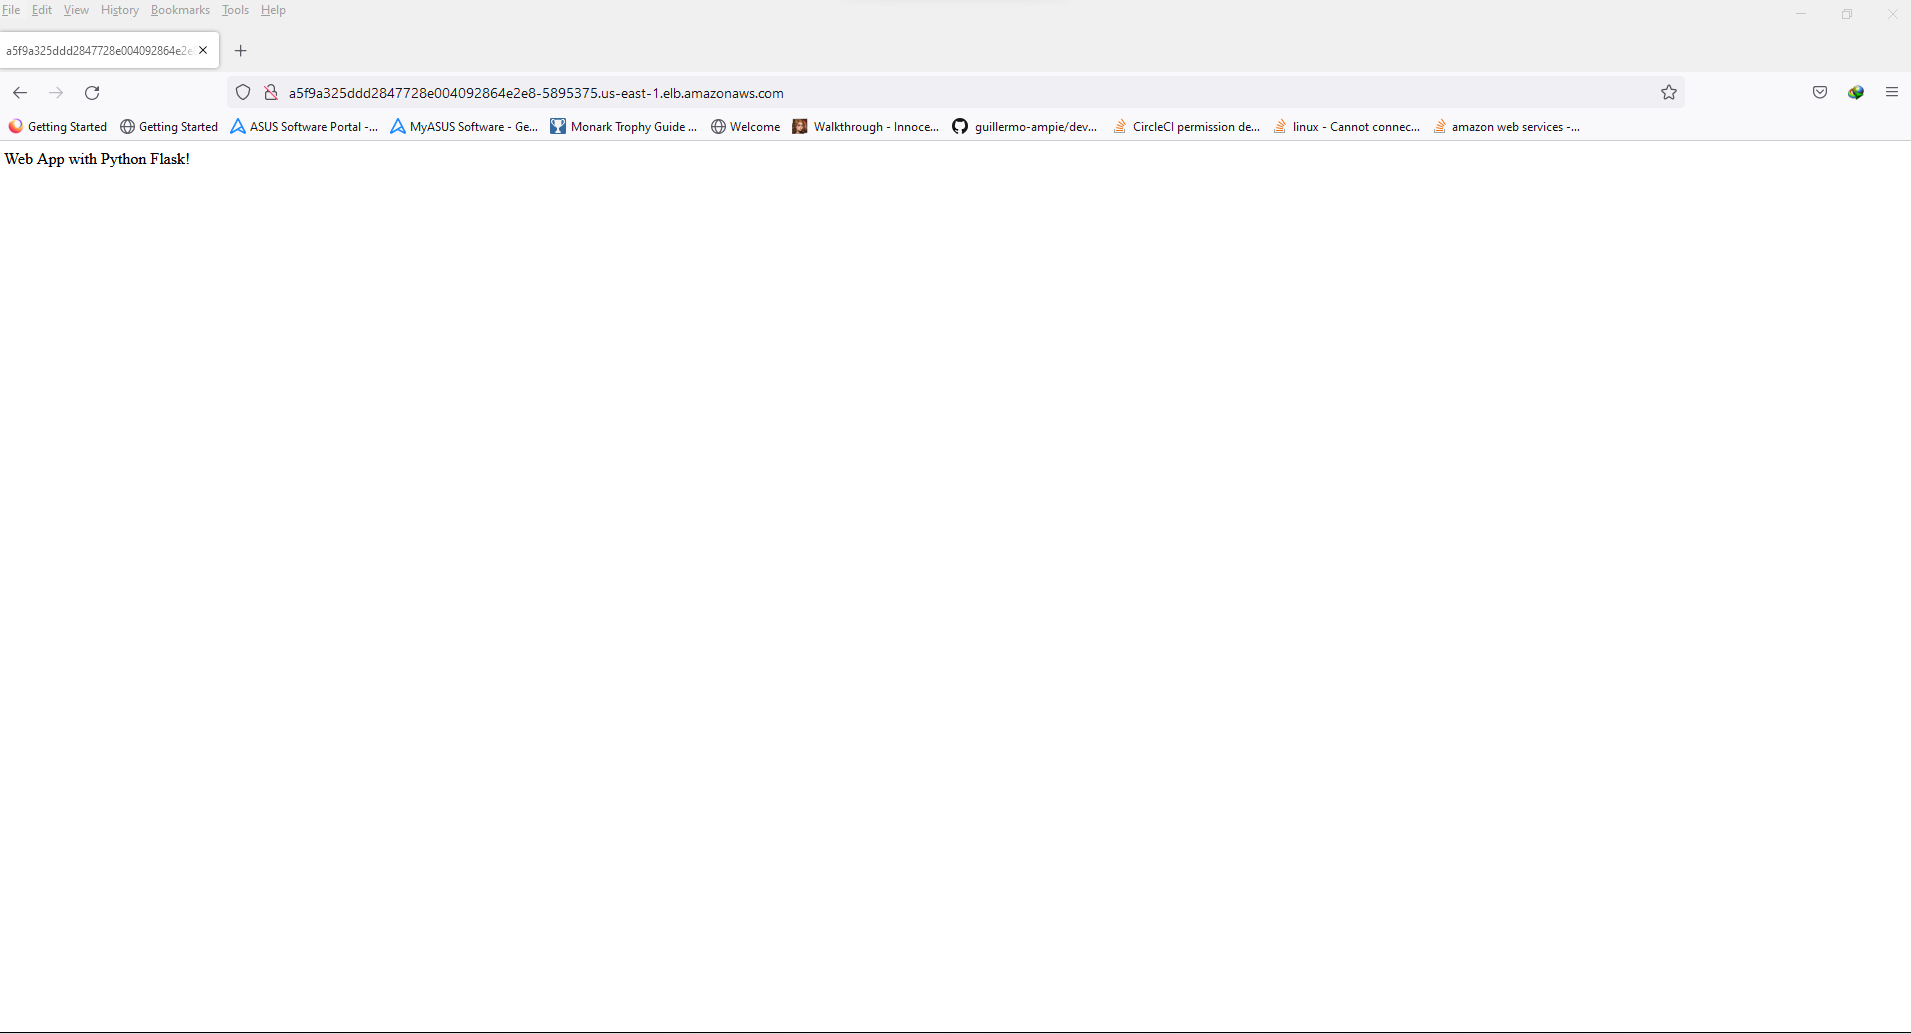 File Edit View History Bookmarks Tools Help
a5f9a325ddd2847728e004092864e2e
a5f9a325ddd2847728e004092864e2e8-5895375.us-east-1.elb.amazonaws.com
Getting Started Getting Started ASUS Software Portal -... MyASUS Software - Ge... Monark Trophy Guide ... Welcome Walkthrough - Innoce... guillermo-ampie/dev... CircleCI permission de... linux - Cannot connec... amazon web services -...
Web App with Python Flask!